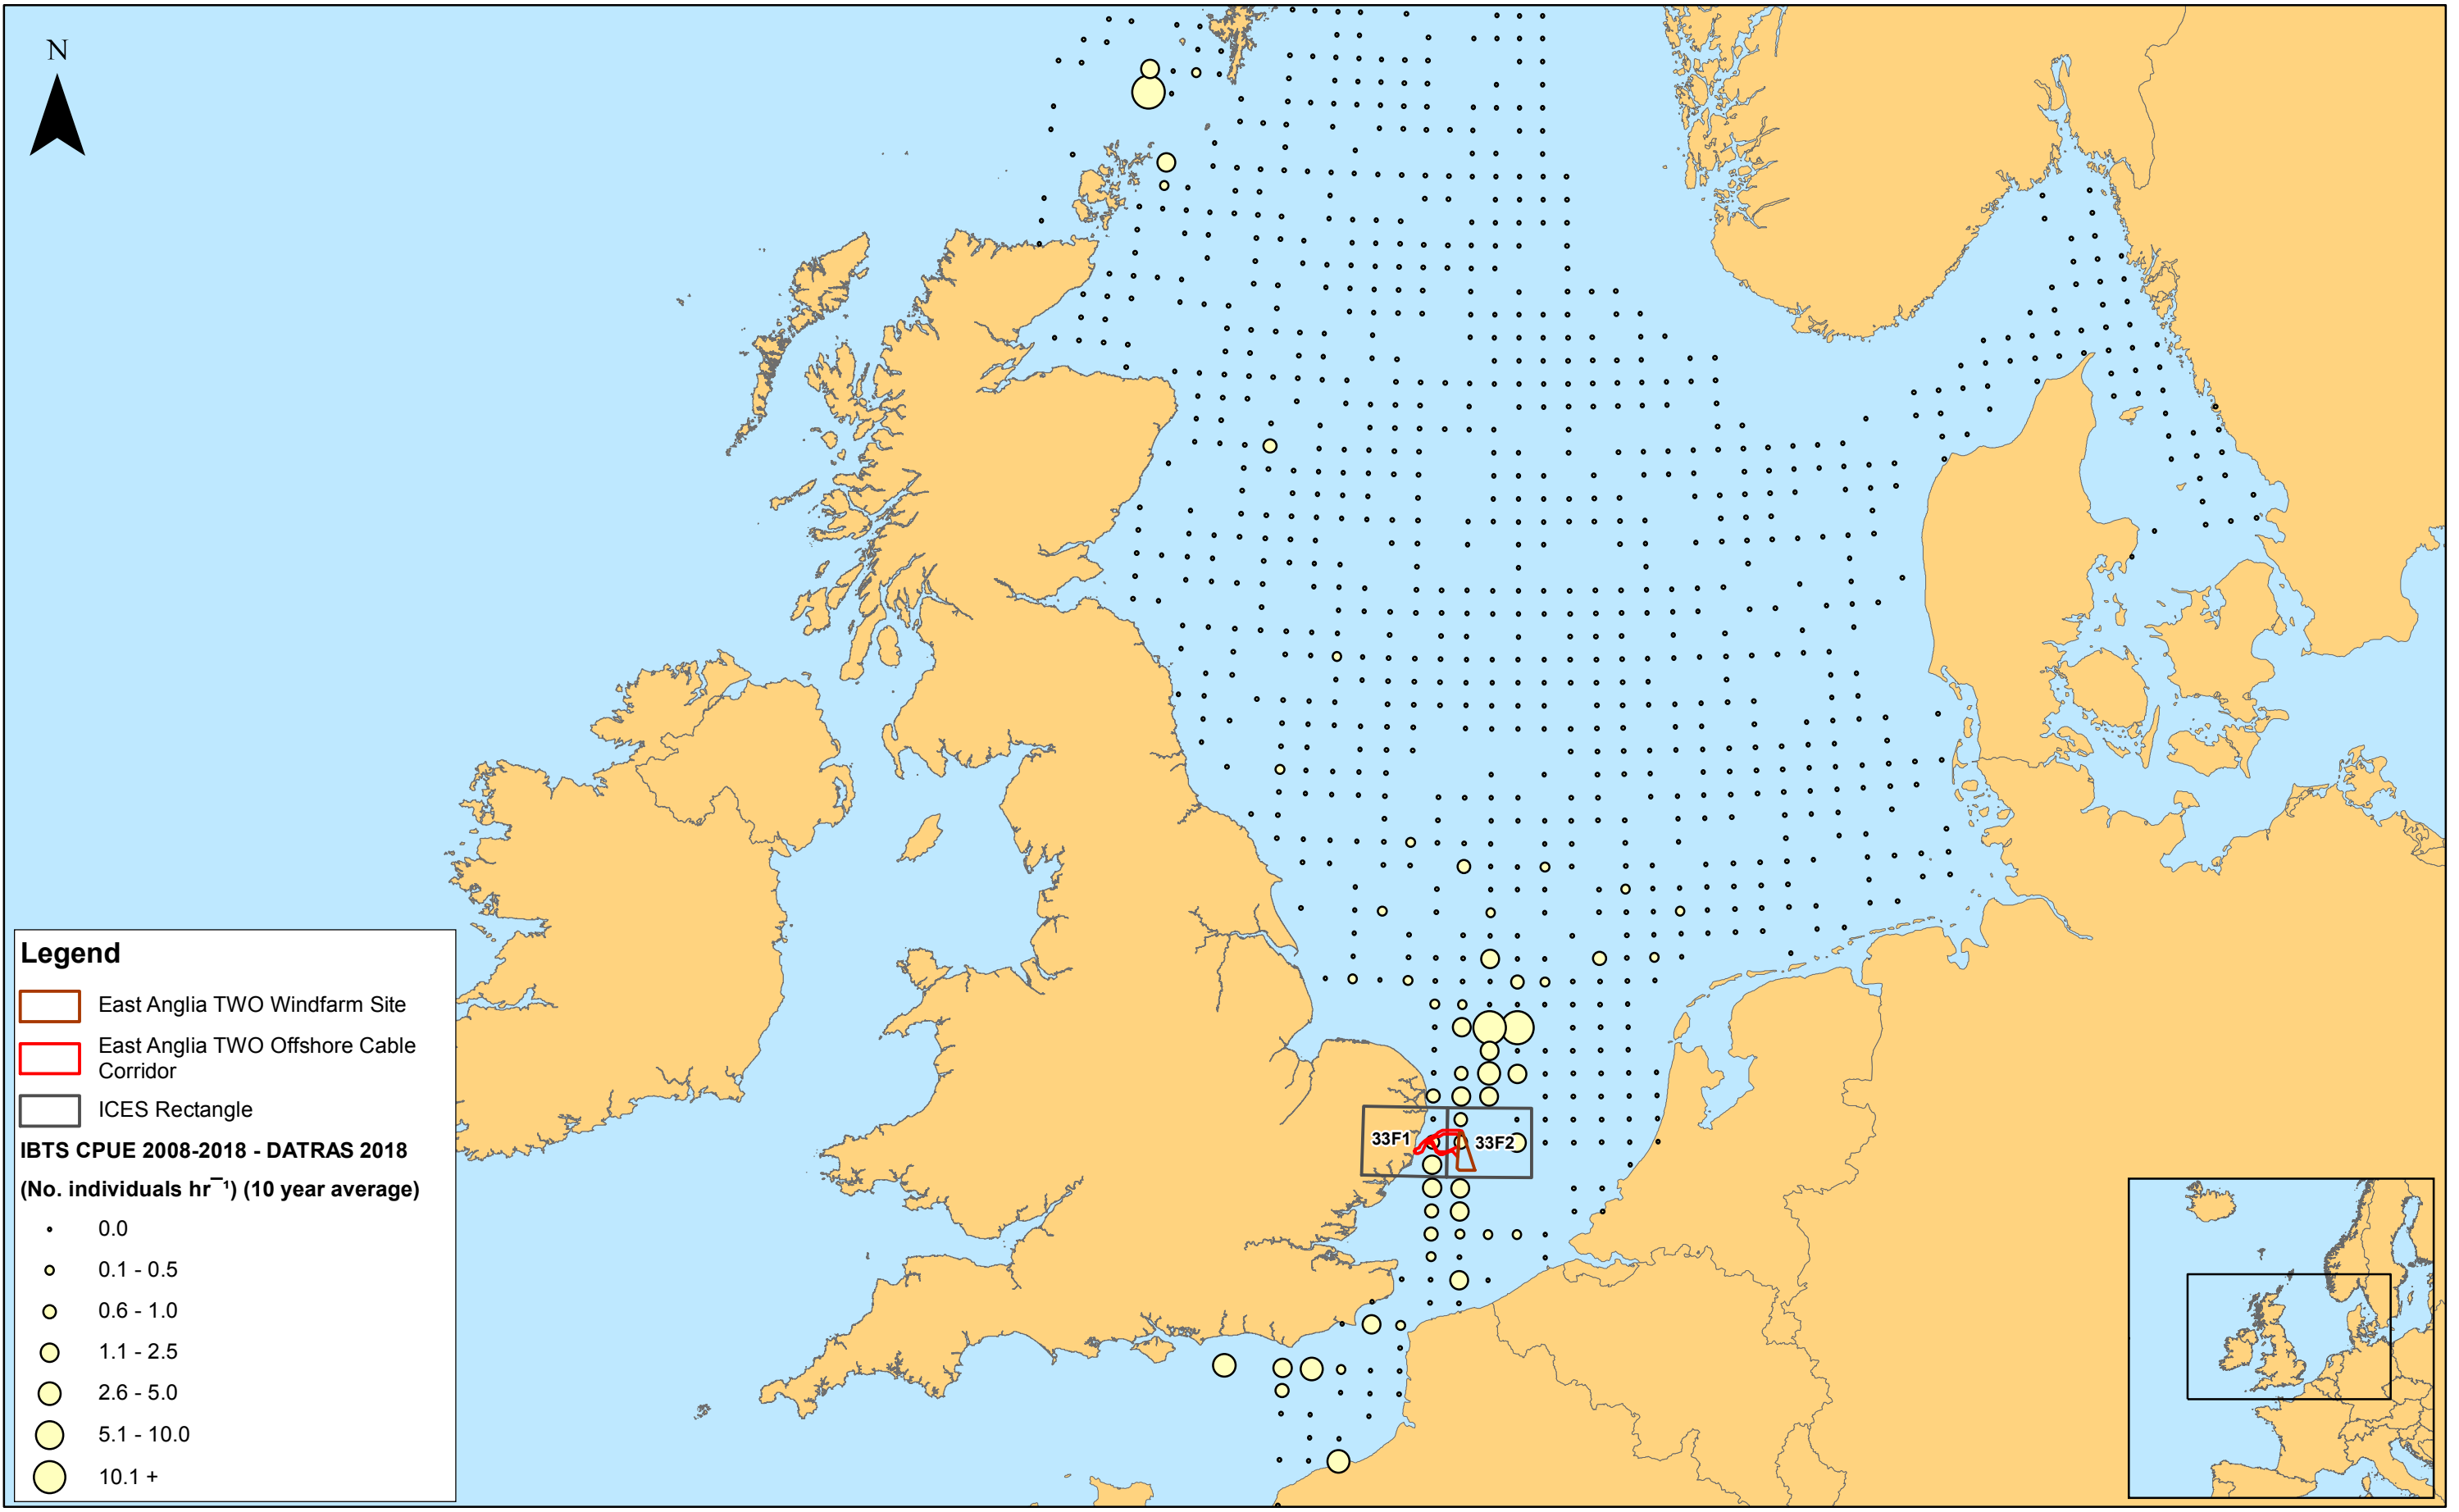 N
33F1
33F2
Legend
East Anglia TWO Windfarm Site
East Anglia TWO Offshore Cable
Corridor
ICES Rectangle
IBTS CPUE 2008-2018 - DATRAS 2018
(No. individuals hr¯¹) (10 year average)
0.0
0.1 - 0.5
0.6 - 1.0
1.1 - 2.5
2.6 - 5.0
5.1 - 10.0
10.1 +